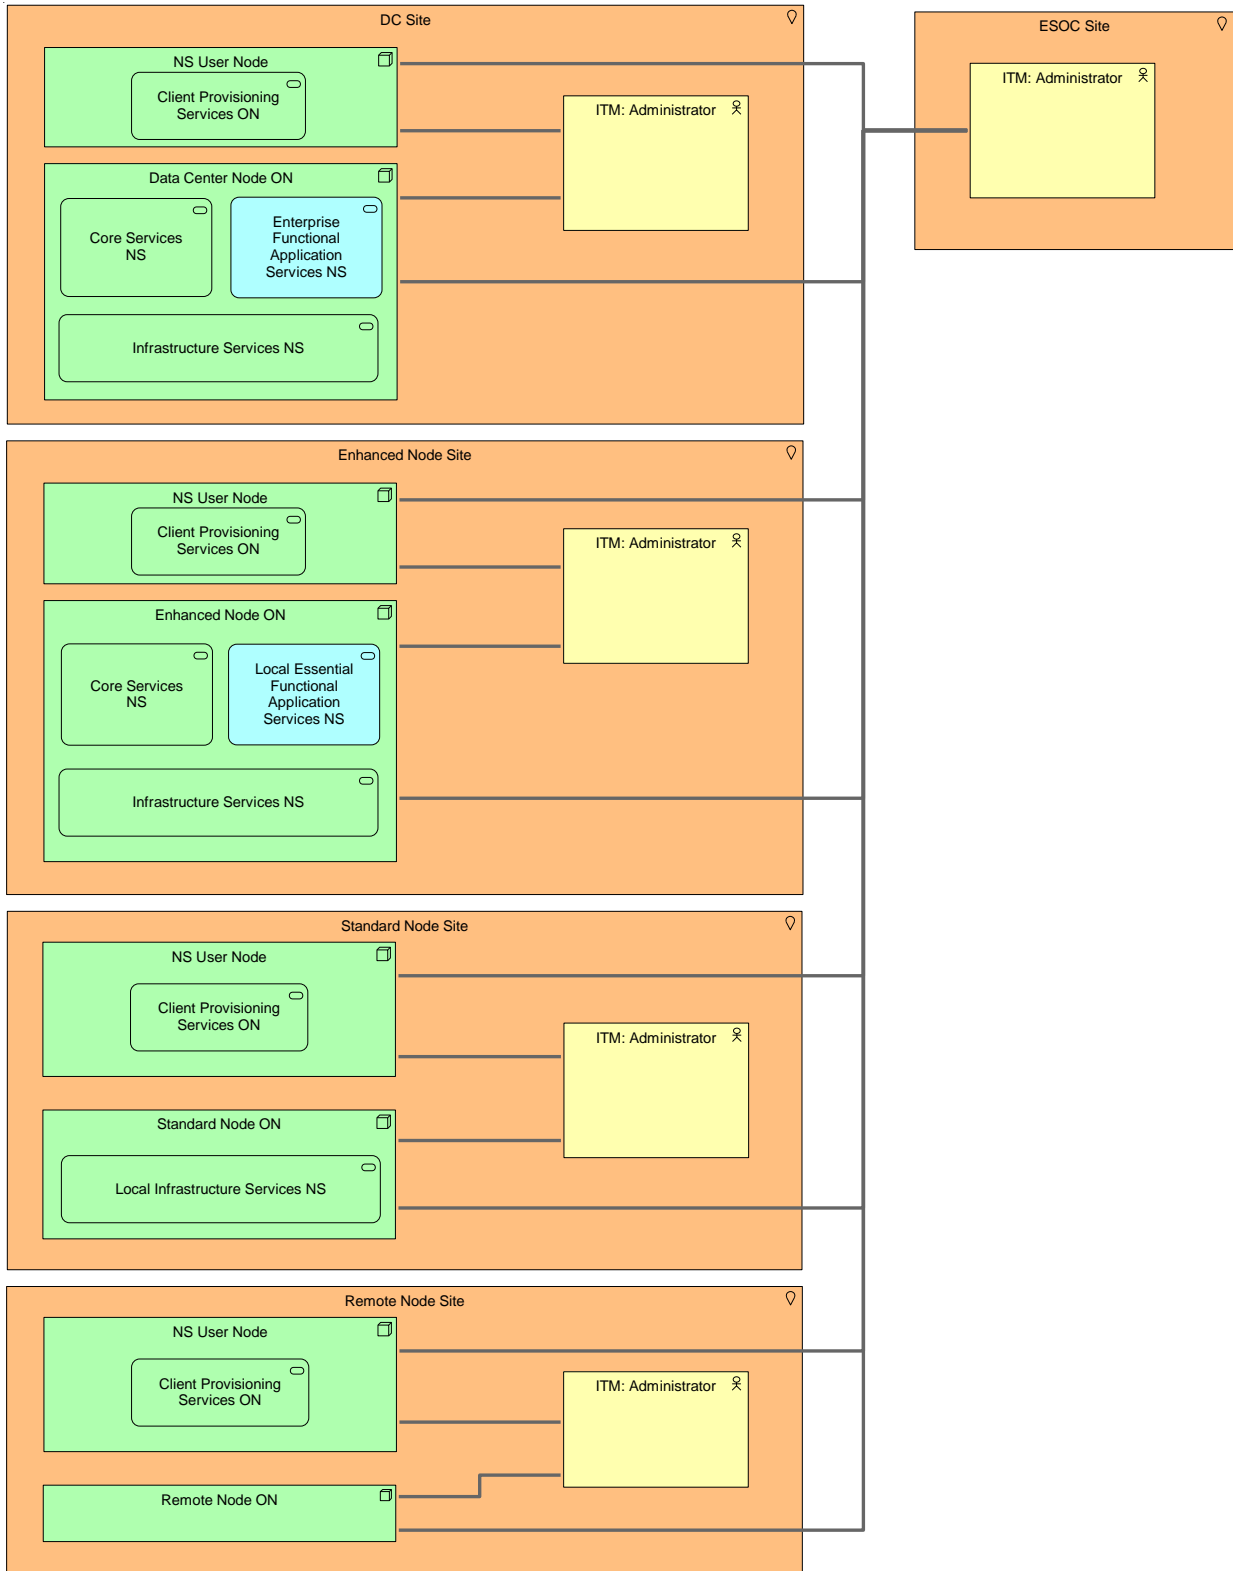 DC Site
NS User Node
Client Provisioning
Services ON
ITM: Administrator
Data Center Node ON
Core Services
NS
Enterprise
Functional
Application
Services NS
Infrastructure Services NS
ESOC Site
ITM: Administrator
Enhanced Node Site
NS User Node
Client Provisioning
Services ON
ITM: Administrator
Enhanced Node ON
Core Services
NS
Local Essential
Functional
Application
Services NS
Infrastructure Services NS
Standard Node Site
NS User Node
Client Provisioning
Services ON
ITM: Administrator
Standard Node ON
Local Infrastructure Services NS
Remote Node Site
NS User Node
Client Provisioning
Services ON
ITM: Administrator
Remote Node ON